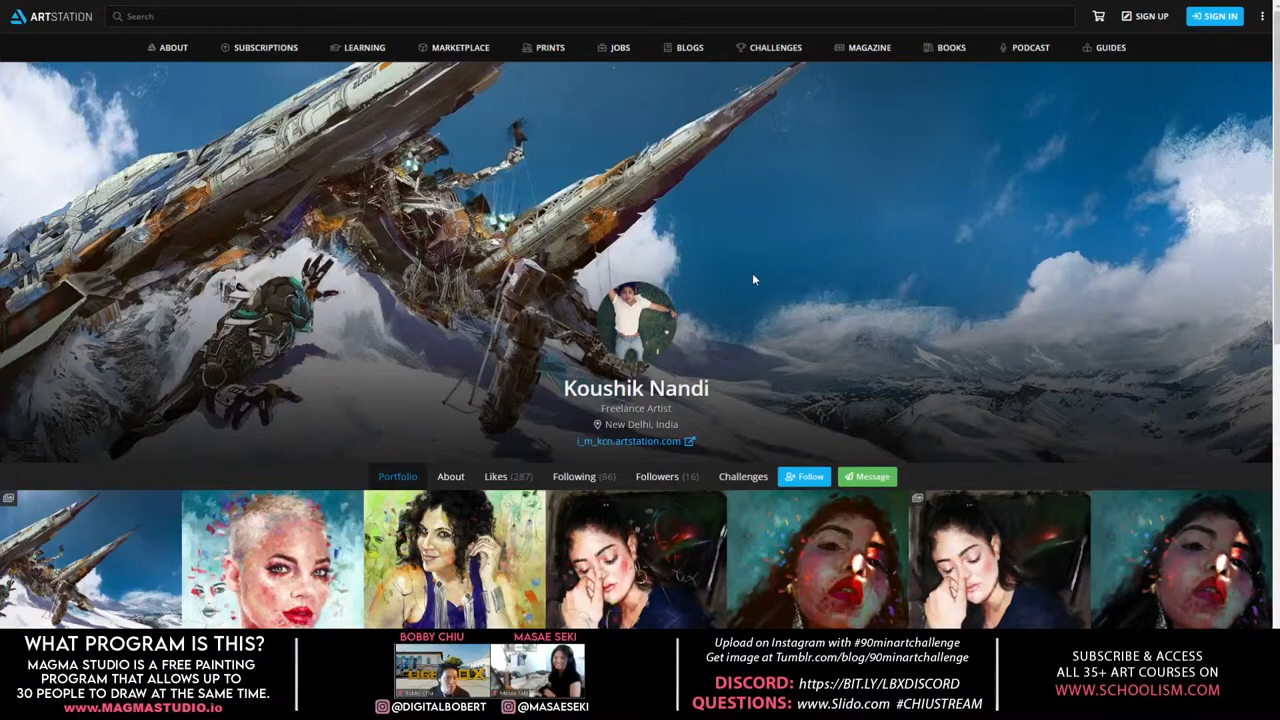 ARTSTATION
Search
SIGN UP
SIGN IN
ABOUT
SUBSCRIPTIONS
LEARNING
MARKETPLACE
PRINTS
JOBS
BLOGS
CHALLENGES
MAGAZINE
BOOKS
PODCAST
GUIDES
Koushik Nandi
Freelance Artist
New Delhi, India
i_m_kcn.artstation.com
Portfolio
About
Likes (287)
Following (86)
Followers (16)
Challenges
Follow
Message
WHAT PROGRAM IS THIS?
MAGMA STUDIO IS A FREE PAINTING
PROGRAM THAT ALLOWS UP TO
30 PEOPLE TO DRAW AT THE SAME TIME.
www.MAGMASTUDIO.io
BOBBY CHIU
MASAE SEKI
Bobby Chiu
Masae Seki
@DIGITALBOBERT
@MASAESEKI
Upload on Instagram with #90minartchallenge
Get image at Tumblr.com/blog/90minartchallenge
DISCORD: https://BIT.LY/LBXDISCORD
QUESTIONS: www.Slido.com #CHIUSTREAM
SUBSCRIBE & ACCESS
ALL 35+ ART COURSES ON
WWW.SCHOOLISM.COM